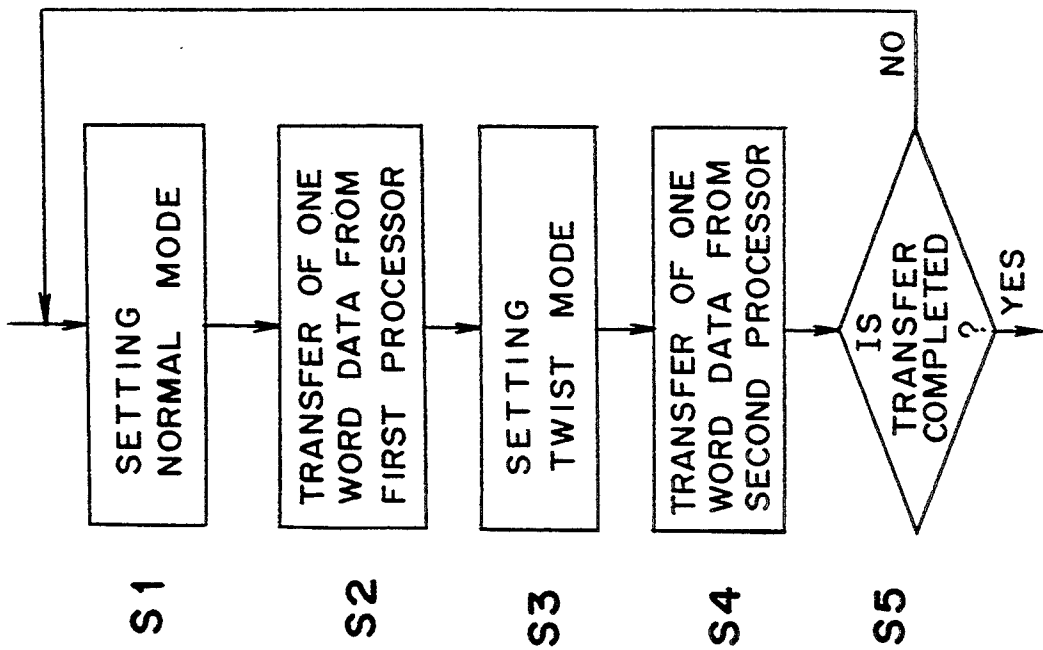 S1
SETTING
NORMAL MODE
S2
TRANSFER OF ONE
WORD DATA FROM
FIRST PROCESSOR
S3
SETTING
TWIST MODE
S4
TRANSFER OF ONE
WORD DATA FROM
SECOND PROCESSOR
S5
IS
TRANSFER
COMPLETED
?
NO
YES